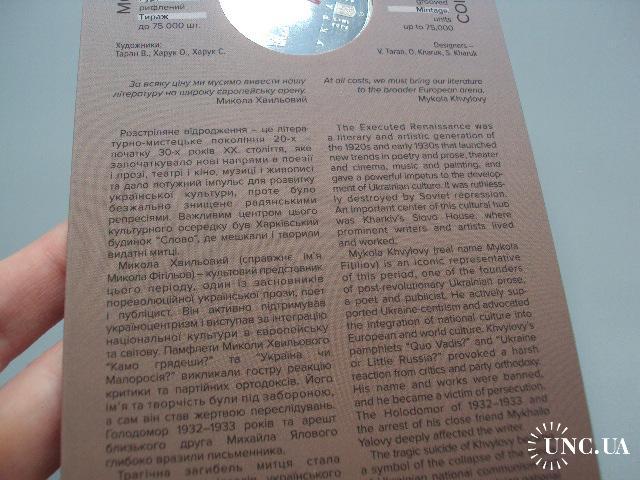 рифлений
Тираж
до 75 000 шт.
Художники:
Таран В., Харук О., Харук С.
За всяку ціну ми мусимо вивести нашу
літературу на широку європейську арену.
Микола Хвильовий
Розстріляне відродження – це літера-
турно-мистецьке покоління 20-х –
початку 30-х років ХХ століття, яке
започаткувало нові напрями в поезії
і прозі, театрі і кіно, музиці і живописі
та дало потужний імпульс для розвитку
української культури, проте було
безжально знищене радянськими
репресіями. Важливим центром цього
культурного осередку був Харківський
будинок "Слово", де мешкали і творили
видатні митці.
Микола Хвильовий (справжнє ім'я
Микола Фітільов) – культовий представник
цього періоду, один із засновників
пореволюційної української прози, поет
і публіцист. Він активно підтримував
україноцентризм і виступав за інтеграцію
національної культури в європейську
та світову. Памфлети Миколи Хвильового
"Камо грядеши?" та "Україна чи
Малоросія?" викликали гостру реакцію
критики та партійних ортодоксів. Його
ім'я та творчість були під забороною,
а сам він став жертвою переслідувань.
Голодомор 1932–1933 років та арешт
близького друга Михайла Ялового
глибоко вразили письменника.
Трагічна загибель митця стала
українського
grooved
Mintage,
units
up to 75,000
Designers –
V. Taran, O. Kharuk, S. Kharuk
At all costs, we must bring our literature
to the broader European arena.
Mykola Khvylovy
The Executed Renaissance was
a literary and artistic generation of
the 1920s and early 1930s that launched
new trends in poetry and prose, theater
and cinema, music and painting, and
gave a powerful impetus to the develop-
ment of Ukrainian culture. It was ruthless-
ly destroyed by Soviet repression.
An important center of this cultural hub
was Kharkiv's Slovo House, where
prominent writers and artists lived
and worked.
Mykola Khvylovy (real name Mykola
Fitiliov) is an iconic representative
of this period, one of the founders
of post-revolutionary Ukrainian prose,
a poet and publicist. He actively sup-
ported Ukraine-centrism and advocated
the integration of national culture into
European and world culture. Khvylovy's
pamphlets "Quo Vadis?" and "Ukraine
or Little Russia?" provoked a harsh
reaction from critics and party orthodoxy.
His name and works were banned,
and he became a victim of persecution.
The Holodomor of 1932–1933 and
the arrest of his close friend Mykhailo
Yalovy deeply affected the writer.
The tragic suicide of Khvylovy
a symbol of the collapse of the
Ukrainian national communism
UNC.UA